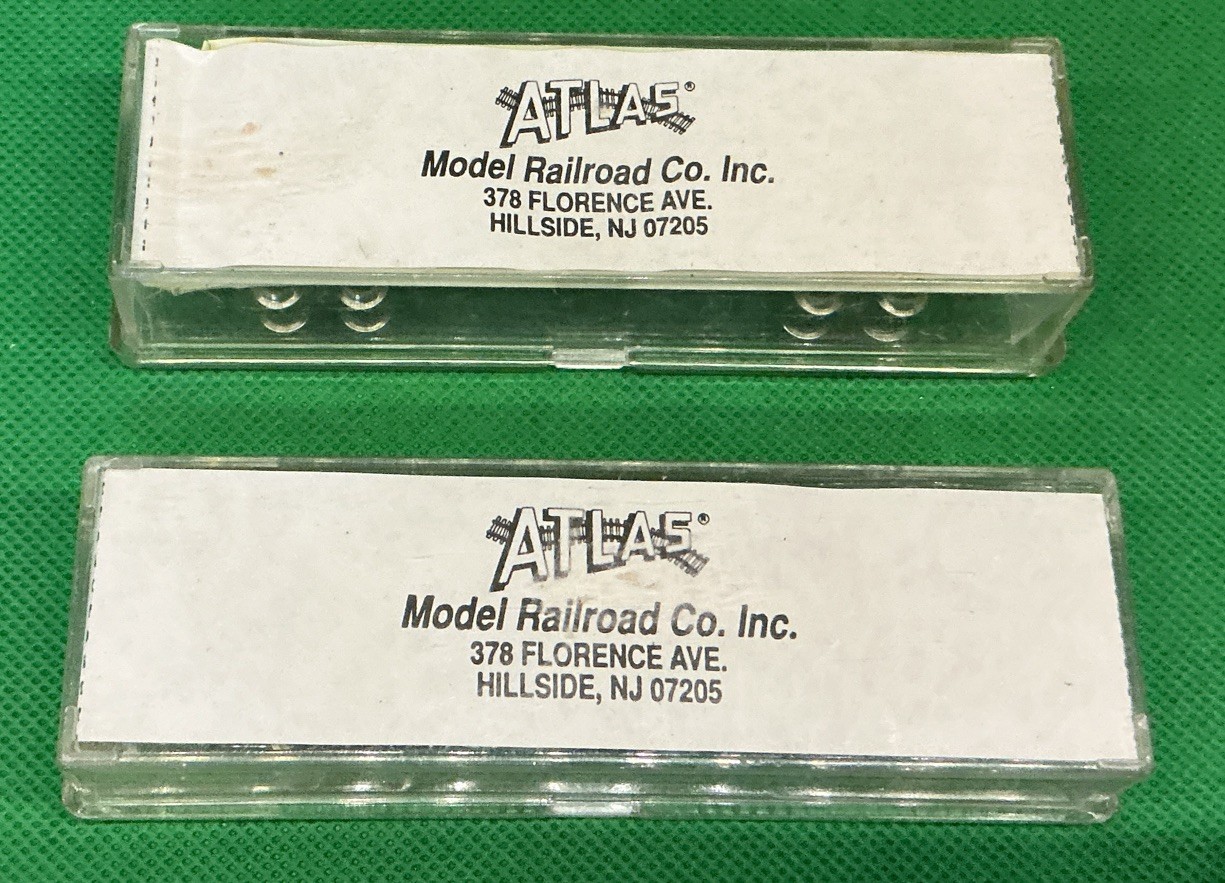 ATLAS®
Model Railroad Co. Inc.
378 FLORENCE AVE.
HILLSIDE, NJ 07205
ATLAS®
Model Railroad Co. Inc.
378 FLORENCE AVE.
HILLSIDE, NJ 07205